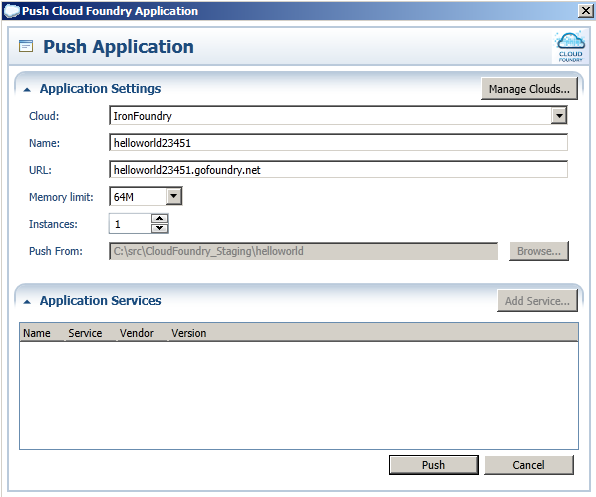 Push Cloud Foundry Application
Push Application
CLOUD
FOUNDRY
Application Settings
Manage Clouds...
Cloud: IronFoundry
Name: helloworld23451
URL: helloworld23451.gofoundry.net
Memory limit: 64M
Instances: 1
Push From: C:\src\CloudFoundry_Staging\helloworld Browse...
Application Services
Add Service...
Name Service Vendor Version
Push Cancel